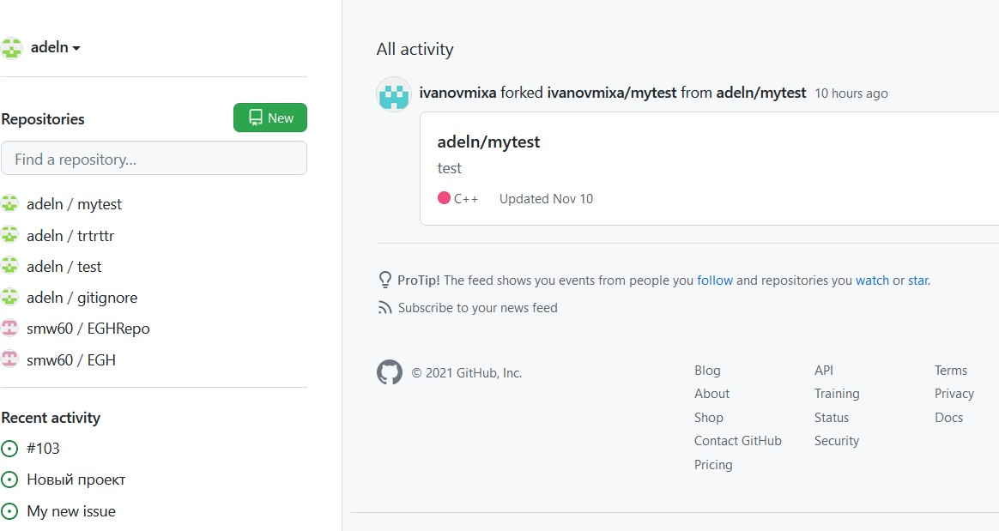 adeln
Repositories
New
Find a repository...
adeln / mytest
adeln / trtrttr
adeln / test
adeln / gitignore
smw60 / EGHRepo
smw60 / EGH
Recent activity
#103
Новый проект
My new issue
All activity
ivanovmixa forked ivanovmixa/mytest from adeln/mytest 10 hours ago
adeln/mytest
test
C++ Updated Nov 10
ProTip! The feed shows you events from people you follow and repositories you watch or star.
Subscribe to your news feed
© 2021 GitHub, Inc.
Blog
About
Shop
Contact GitHub
Pricing
API
Training
Status
Security
Terms
Privacy
Docs